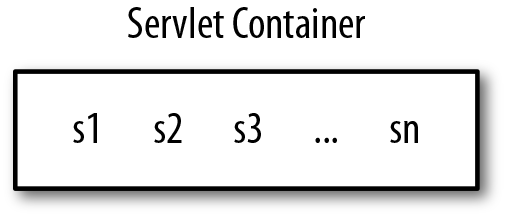 Servlet Container
s1 s2 s3 ... sn